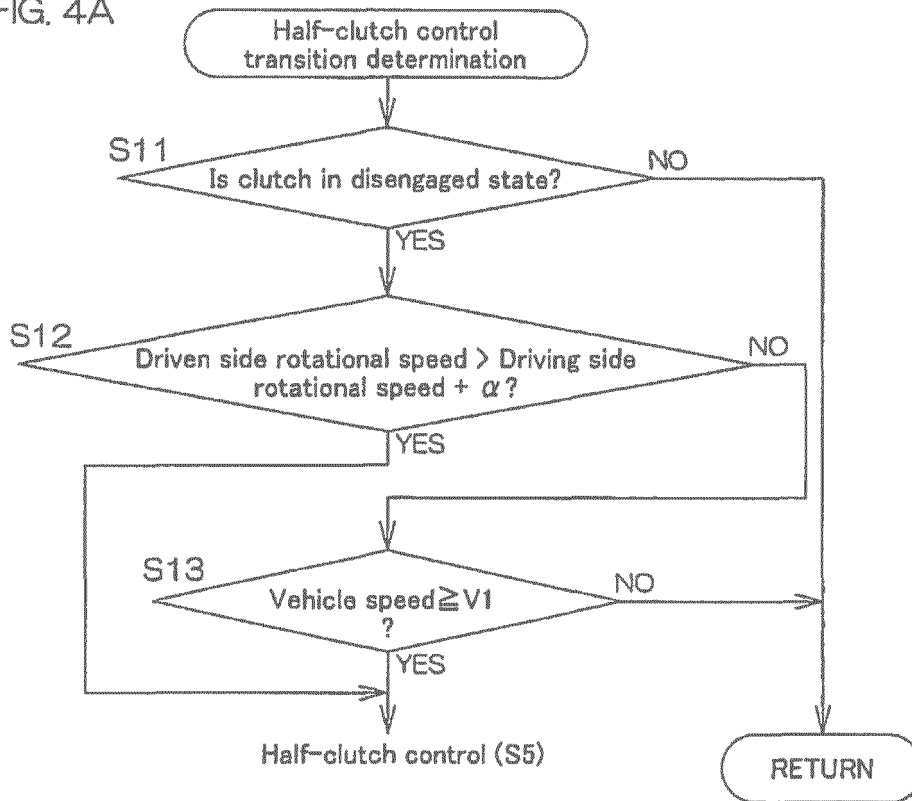 FIG. 4A
Half-clutch control
transition determination
S11
Is clutch in disengaged state?
NO
YES
S12
Driven side rotational speed > Driving side
rotational speed + α?
NO
YES
S13
Vehicle speed≧V1
?
NO
YES
Half-clutch control (S5)
RETURN